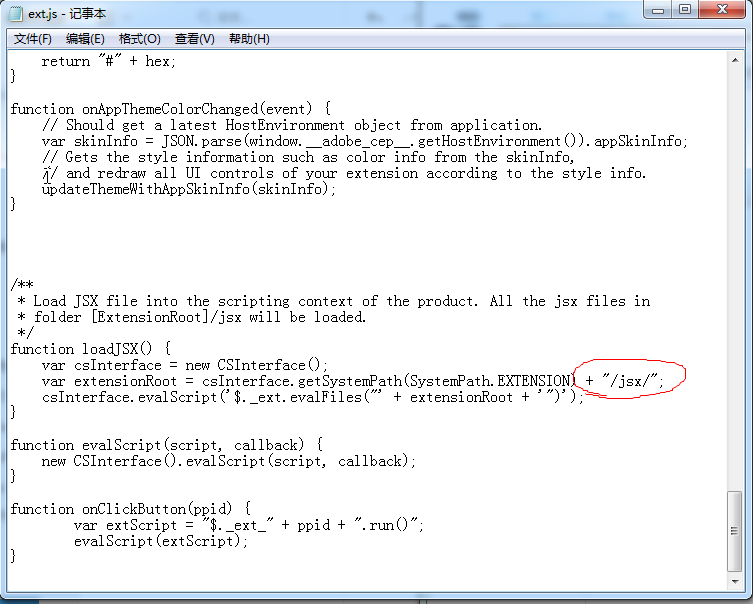 ext.js - 记事本
文件(F) 编辑(E) 格式(O) 查看(V) 帮助(H)
return "#" + hex;
}
function onAppThemeColorChanged(event) {
// Should get a latest HostEnvironment object from application.
var skinInfo = JSON.parse(window.__adobe_cep__.getHostEnvironment()).appSkinInfo;
// Gets the style information such as color info from the skinInfo,
// and redraw all UI controls of your extension according to the style info.
updateThemeWithAppSkinInfo(skinInfo);
}
/**
* Load JSX file into the scripting context of the product. All the jsx files in
* folder [ExtensionRoot]/jsx will be loaded.
*/
function loadJSX() {
var csInterface = new CSInterface();
var extensionRoot = csInterface.getSystemPath(SystemPath.EXTENSION) + "/jsx/";
csInterface.evalScript('$._ext.evalFiles("' + extensionRoot + '")');
}
function evalScript(script, callback) {
new CSInterface().evalScript(script, callback);
}
function onClickButton(ppid) {
var extScript = "$._ext_" + ppid + ".run()";
evalScript(extScript);
}